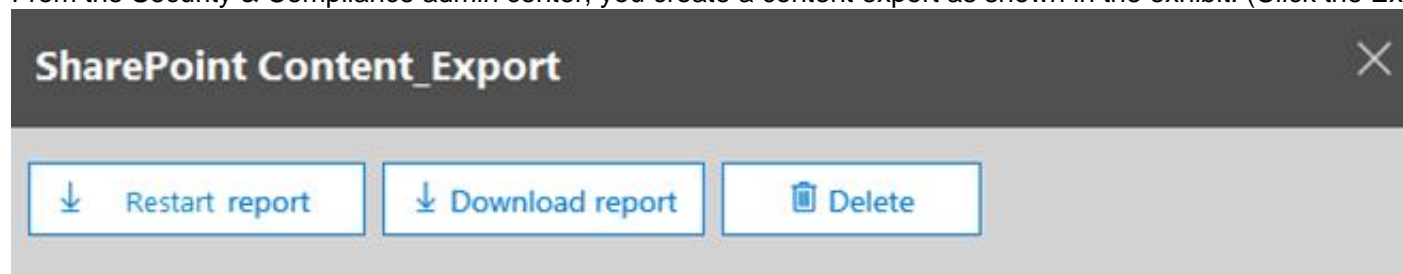 From the Security & Compliance admin center, you create a content export as shown in the exhibit. (Click the Ex
SharePoint Content_Export
Restart report
Download report
Delete